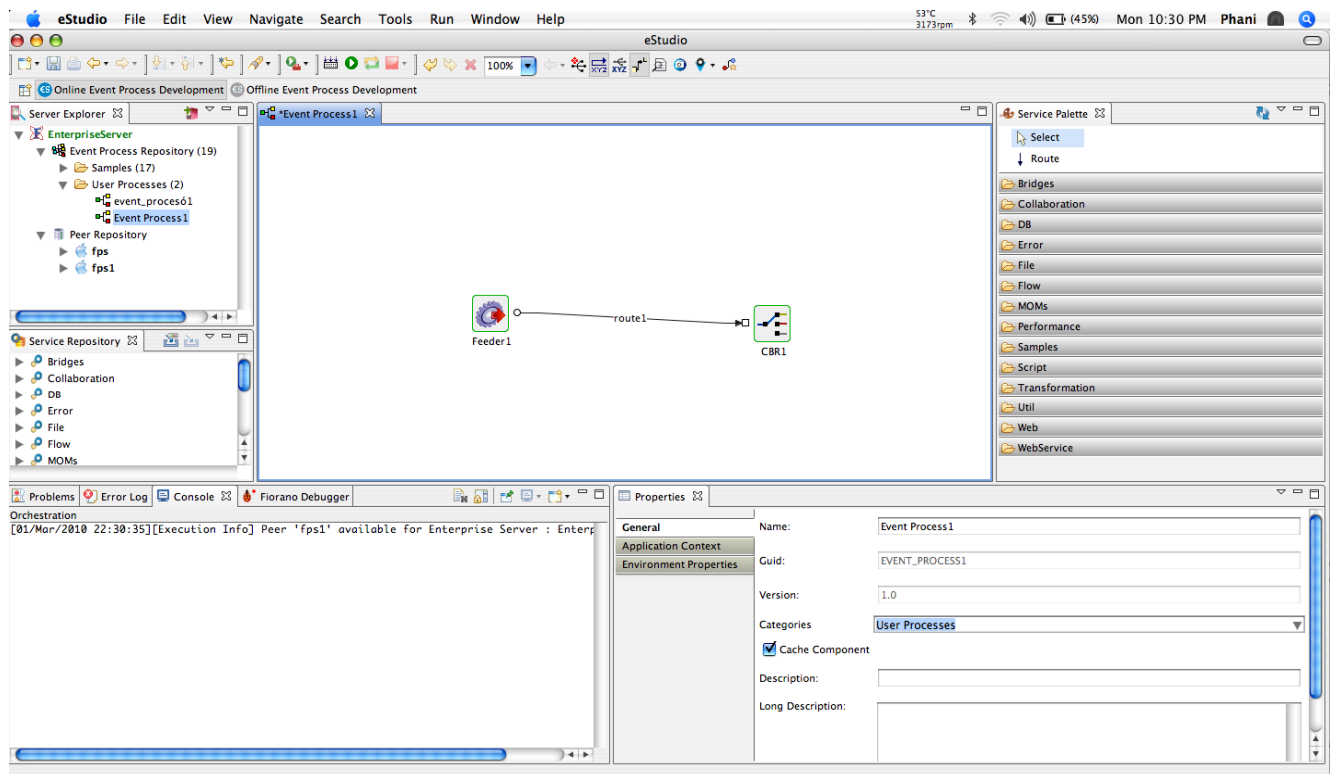 eStudio File Edit View Navigate Search Tools Run Window Help 53°C 3173rpm (45%) Mon 10:30 PM Phani
eStudio
100% XYZ XYZ
Online Event Process Development Offline Event Process Development
Server Explorer
EnterpriseServer
Event Process Repository (19)
Samples (17)
User Processes (2)
event_procesó1
Event Process1
Peer Repository
fps
fps1
Service Repository
Bridges
Collaboration
DB
Error
File
Flow
MOMs
*Event Process1
Feeder1
route1
CBR1
Service Palette
Select
Route
Bridges
Collaboration
DB
Error
File
Flow
MOMs
Performance
Samples
Script
Transformation
Util
Web
WebService
Problems Error Log Console Fiorano Debugger
Orchestration
[01/Mar/2010 22:30:35][Execution Info] Peer 'fps1' available for Enterprise Server : Enterp
Properties
General
Application Context
Environment Properties
Name: Event Process1
Guid: EVENT_PROCESS1
Version: 1.0
Categories User Processes
Cache Component
Description:
Long Description: